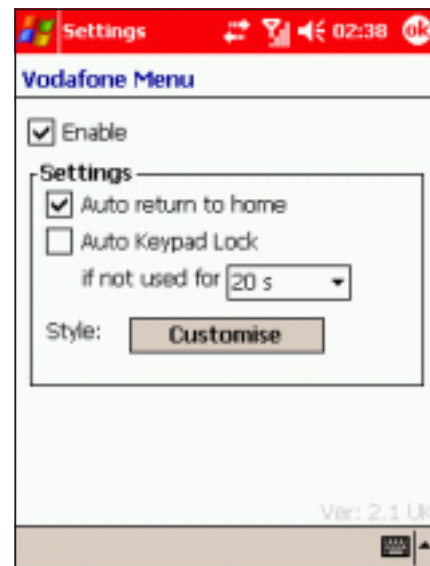 Settings 02:38 ok
Vodafone Menu
Enable
Settings
Auto return to home
Auto Keypad Lock
if not used for 20 s
Style: Customise
Ver: 2.1 UK